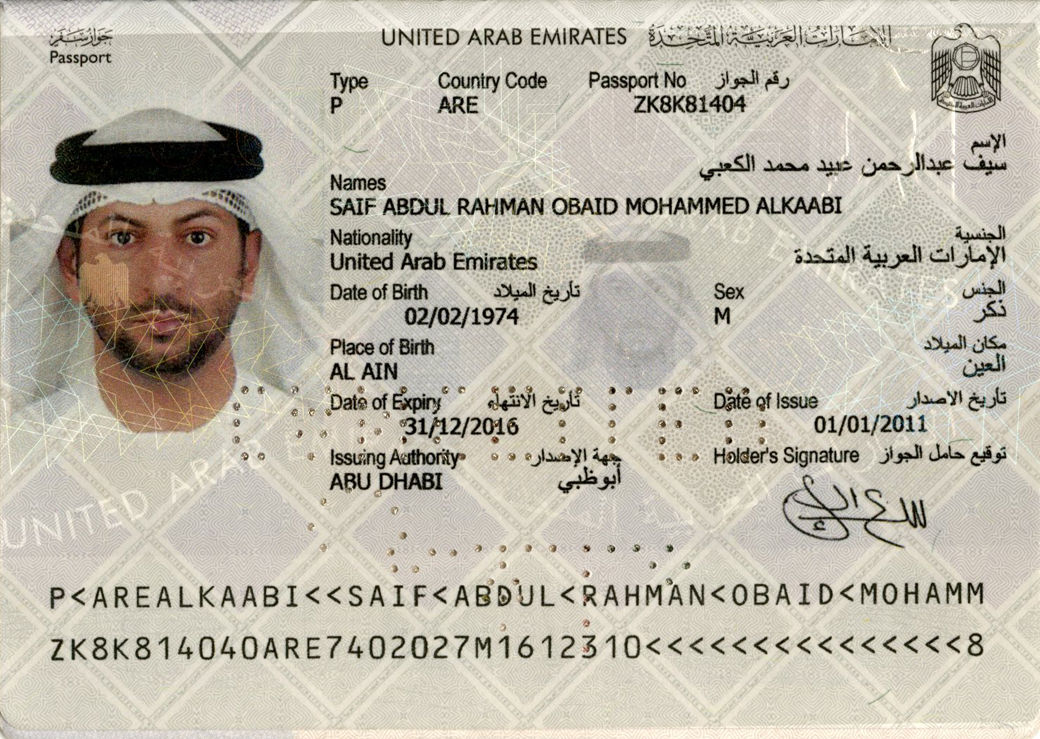 جواز سفر
Passport
UNITED ARAB EMIRATES الإمارات العربية المتحدة
Type Country Code Passport No رقم الجواز
P ARE ZK8K81404
الإسم
سيف عبدالرحمن عبيد محمد الكعبي
Names
SAIF ABDUL RAHMAN OBAID MOHAMMED ALKAABI
Nationality الجنسية
United Arab Emirates الإمارات العربية المتحدة
Date of Birth تأريخ الميلاد Sex الجنس
02/02/1974 M ذكر
Place of Birth مكان الميلاد
AL AIN العين
Date of Expiry تأريخ الانتهاء Date of Issue تأريخ الاصدار
31/12/2016 01/01/2011
Issuing Authority جهة الإصدار Holder's Signature توقيع حامل الجواز
ABU DHABI أبوظبي
UNITED ARAB
P<AREALKAABI<<SAIF<ABDUL<RAHMAN<OBAID<MOHAMM
ZK8K814040ARE7402027M1612310<<<<<<<<<<<<<<<8